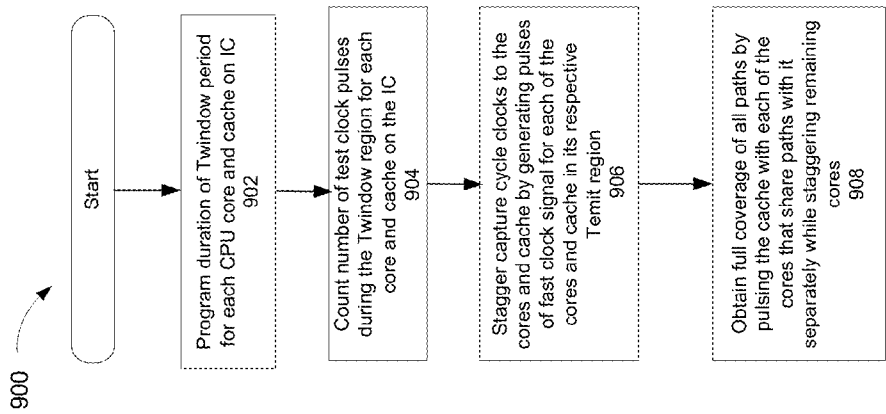 900
Start
Program duration of Twindow period
for each CPU core and cache on IC
902
Count number of test clock pulses
during the Twindow region for each
core and cache on the IC
904
Stagger capture cycle clocks to the
cores and cache by generating pulses
of fast clock signal for each of the
cores and cache in its respective
Temit region
906
Obtain full coverage of all paths by
pulsing the cache with each of the
cores that share paths with it
separately while staggering remaining
cores
908